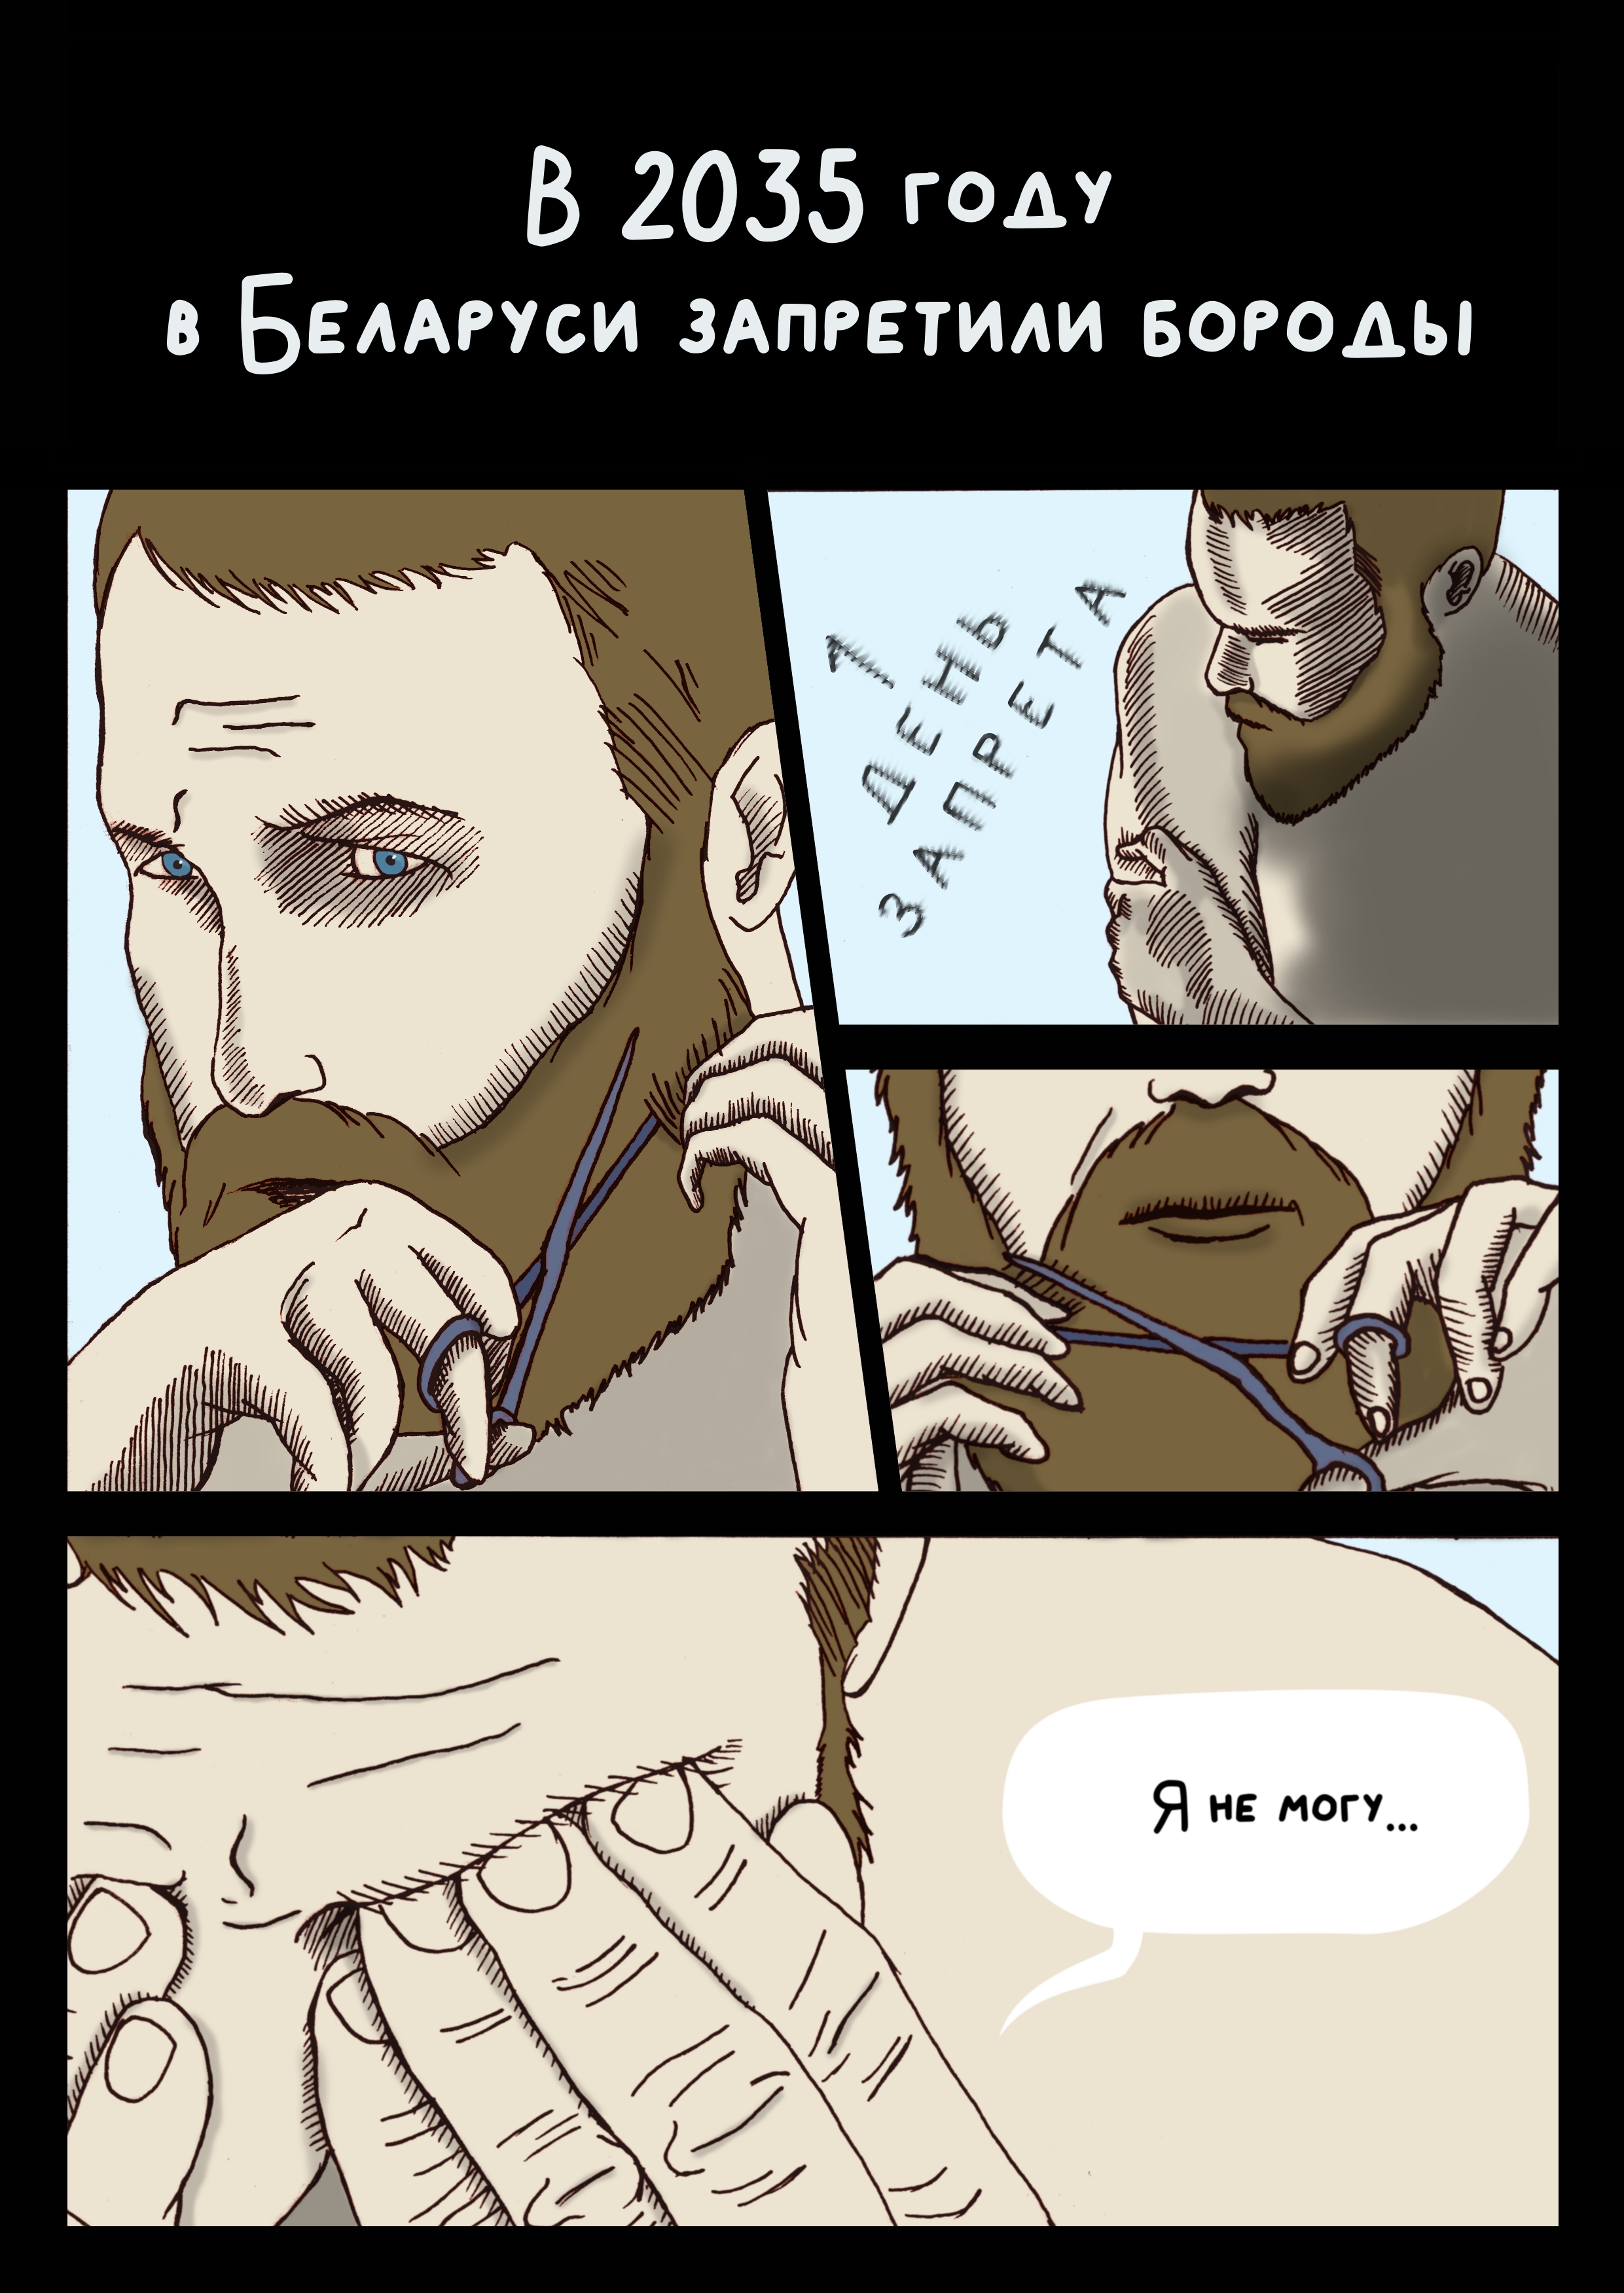 В 2035 году
в Беларуси запретили бороды
1
ДЕНЬ
ЗАПРЕТА
Я не могу...